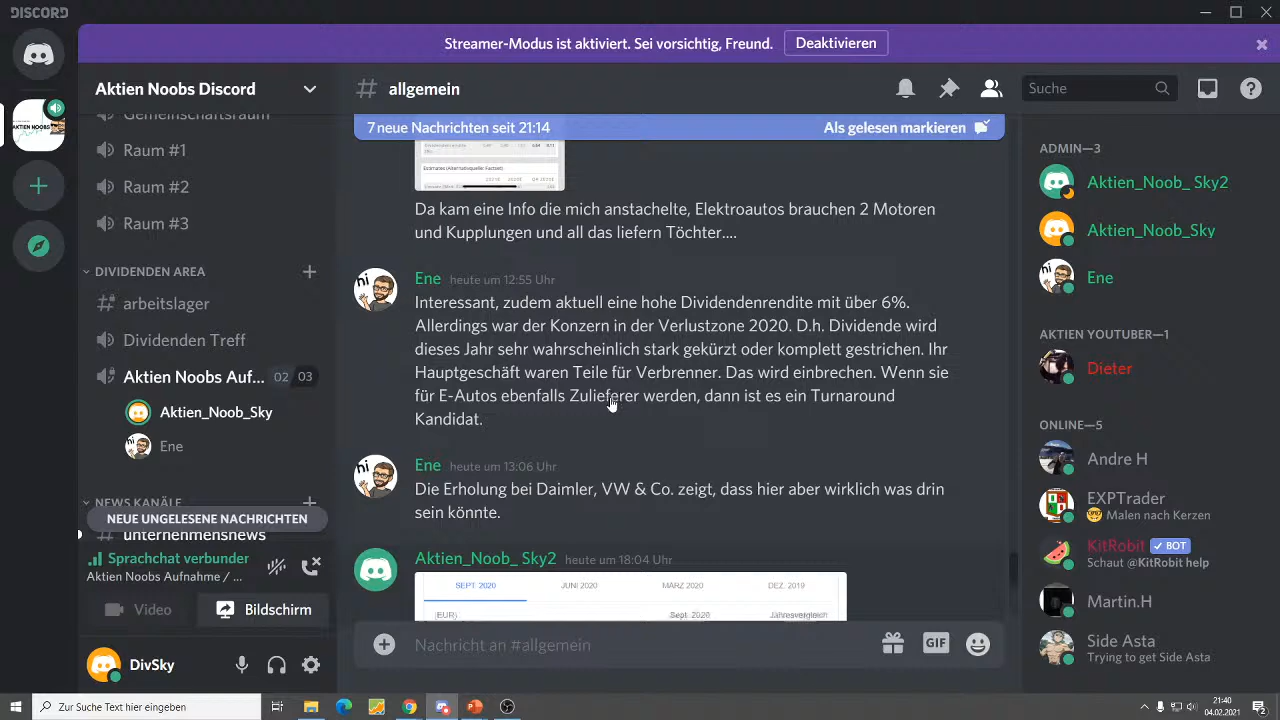 DISCORD
Streamer-Modus ist aktiviert. Sei vorsichtig, Freund.
Deaktivieren
Aktien Noobs Discord
Gemeinschaftsraum
Raum #1
Raum #2
Raum #3
DIVIDENDEN AREA
arbeitslager
Dividenden Treff
Aktien Noobs Auf... 02 03
Aktien_Noob_Sky
Ene
NEWS KANÄLE
NEUE UNGELESENE NACHRICHTEN
unternehmensnews
Sprachchat verbunder
Aktien Noobs Aufnahme / ...
Video
Bildschirm
DivSky
# allgemein
Suche
7 neue Nachrichten seit 21:14
Als gelesen markieren
Estimates (Alternativquelle: Factset)
Da kam eine Info die mich anstachelte, Elektroautos brauchen 2 Motoren
und Kupplungen und all das liefern Töchter....
Ene heute um 12:55 Uhr
Interessant, zudem aktuell eine hohe Dividendenrendite mit über 6%.
Allerdings war der Konzern in der Verlustzone 2020. D.h. Dividende wird
dieses Jahr sehr wahrscheinlich stark gekürzt oder komplett gestrichen. Ihr
Hauptgeschäft waren Teile für Verbrenner. Das wird einbrechen. Wenn sie
für E-Autos ebenfalls Zulieferer werden, dann ist es ein Turnaround
Kandidat.
Ene heute um 13:06 Uhr
Die Erholung bei Daimler, VW & Co. zeigt, dass hier aber wirklich was drin
sein könnte.
Aktien_Noob_ Sky2 heute um 18:04 Uhr
SEPT. 2020 JUNI 2020 MÄRZ 2020 DEZ. 2019
(EUR) Sept. 2020 Jahresvergleich
Nachricht an #allgemein
GIF
ADMIN—3
Aktien_Noob_ Sky2
Aktien_Noob_Sky
Ene
AKTIEN YOUTUBER—1
Dieter
ONLINE—5
Andre H
EXPTrader
Malen nach Kerzen
KitRobit ✓ BOT
Schaut @KitRobit help
Martin.H
Side Asta
Trying to get Side Asta
Zur Suche Text hier eingeben
21:40
04.02.2021